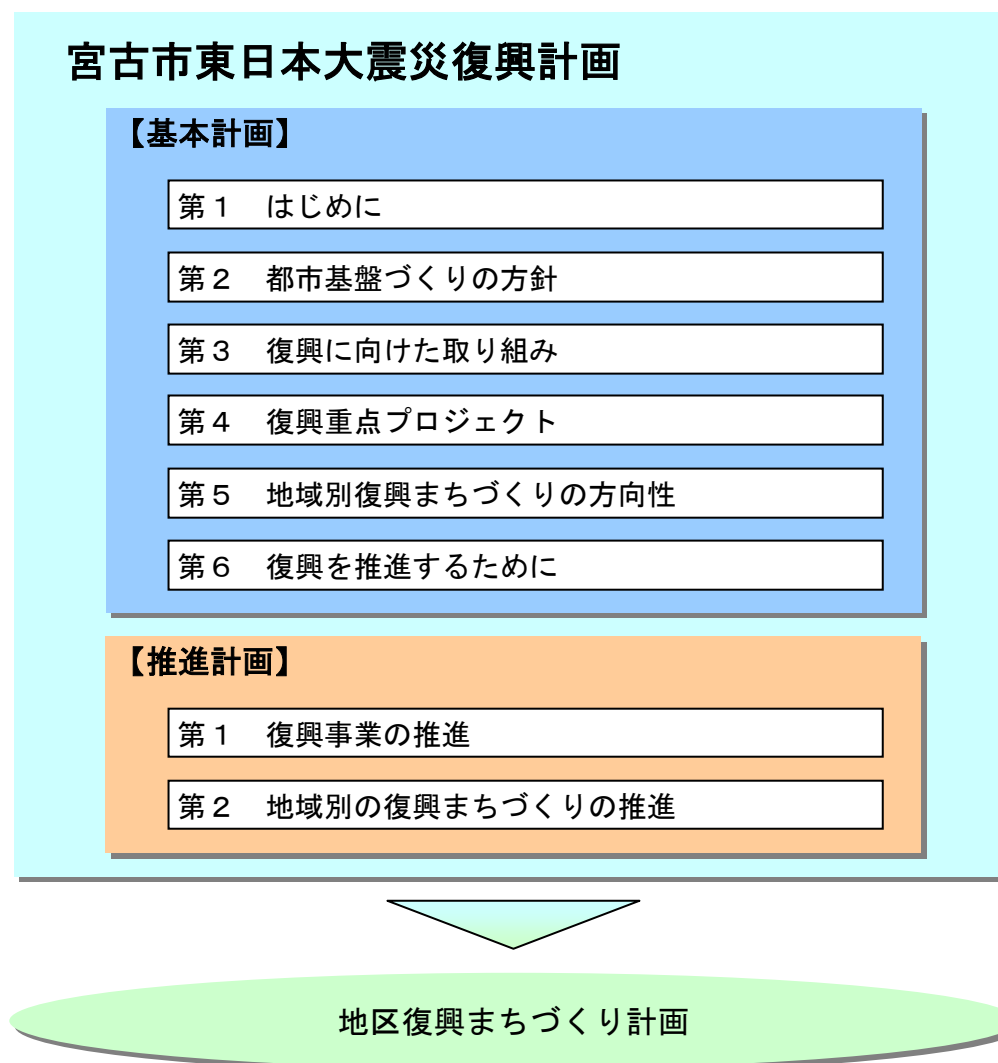 宮古市東日本大震災復興計画
【基本計画】
第１　はじめに
第２　都市基盤づくりの方針
第３　復興に向けた取り組み
第４　復興重点プロジェクト
第５　地域別復興まちづくりの方向性
第６　復興を推進するために
【推進計画】
第１　復興事業の推進
第２　地域別の復興まちづくりの推進
地区復興まちづくり計画